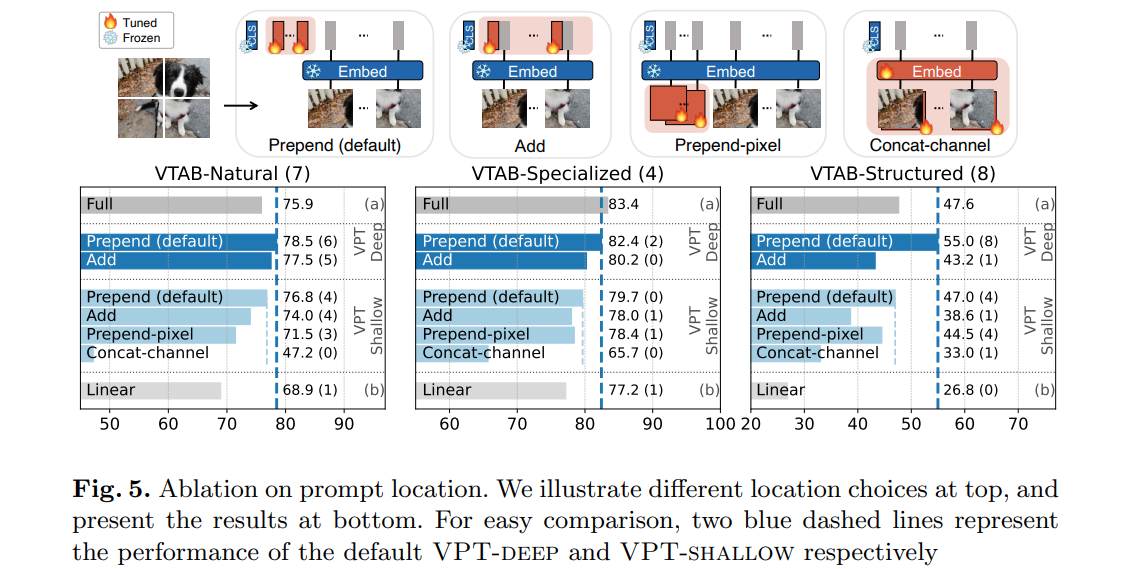 Tuned
Frozen
CLS
...
...
Embed
...
Prepend (default)
CLS
...
Embed
...
Add
CLS
...
...
Embed
...
...
Prepend-pixel
CLS
...
Embed
...
Concat-channel
VTAB-Natural (7)
Full 75.9 (a)
Prepend (default) 78.5 (6)
Add 77.5 (5)
VPT
Deep
Prepend (default) 76.8 (4)
Add 74.0 (4)
Prepend-pixel 71.5 (3)
Concat-channel 47.2 (0)
VPT
Shallow
Linear 68.9 (1) (b)
50 60 70 80 90
VTAB-Specialized (4)
Full 83.4 (a)
Prepend (default) 82.4 (2)
Add 80.2 (0)
VPT
Deep
Prepend (default) 79.7 (0)
Add 78.0 (1)
Prepend-pixel 78.4 (1)
Concat-channel 65.7 (0)
VPT
Shallow
Linear 77.2 (1) (b)
60 70 80 90 100
VTAB-Structured (8)
Full 47.6 (a)
Prepend (default) 55.0 (8)
Add 43.2 (1)
VPT
Deep
Prepend (default) 47.0 (4)
Add 38.6 (1)
Prepend-pixel 44.5 (4)
Concat-channel 33.0 (1)
VPT
Shallow
Linear 26.8 (0) (b)
20 30 40 50 60 70
Fig. 5. Ablation on prompt location. We illustrate different location choices at top, and
present the results at bottom. For easy comparison, two blue dashed lines represent
the performance of the default VPT-DEEP and VPT-SHALLOW respectively